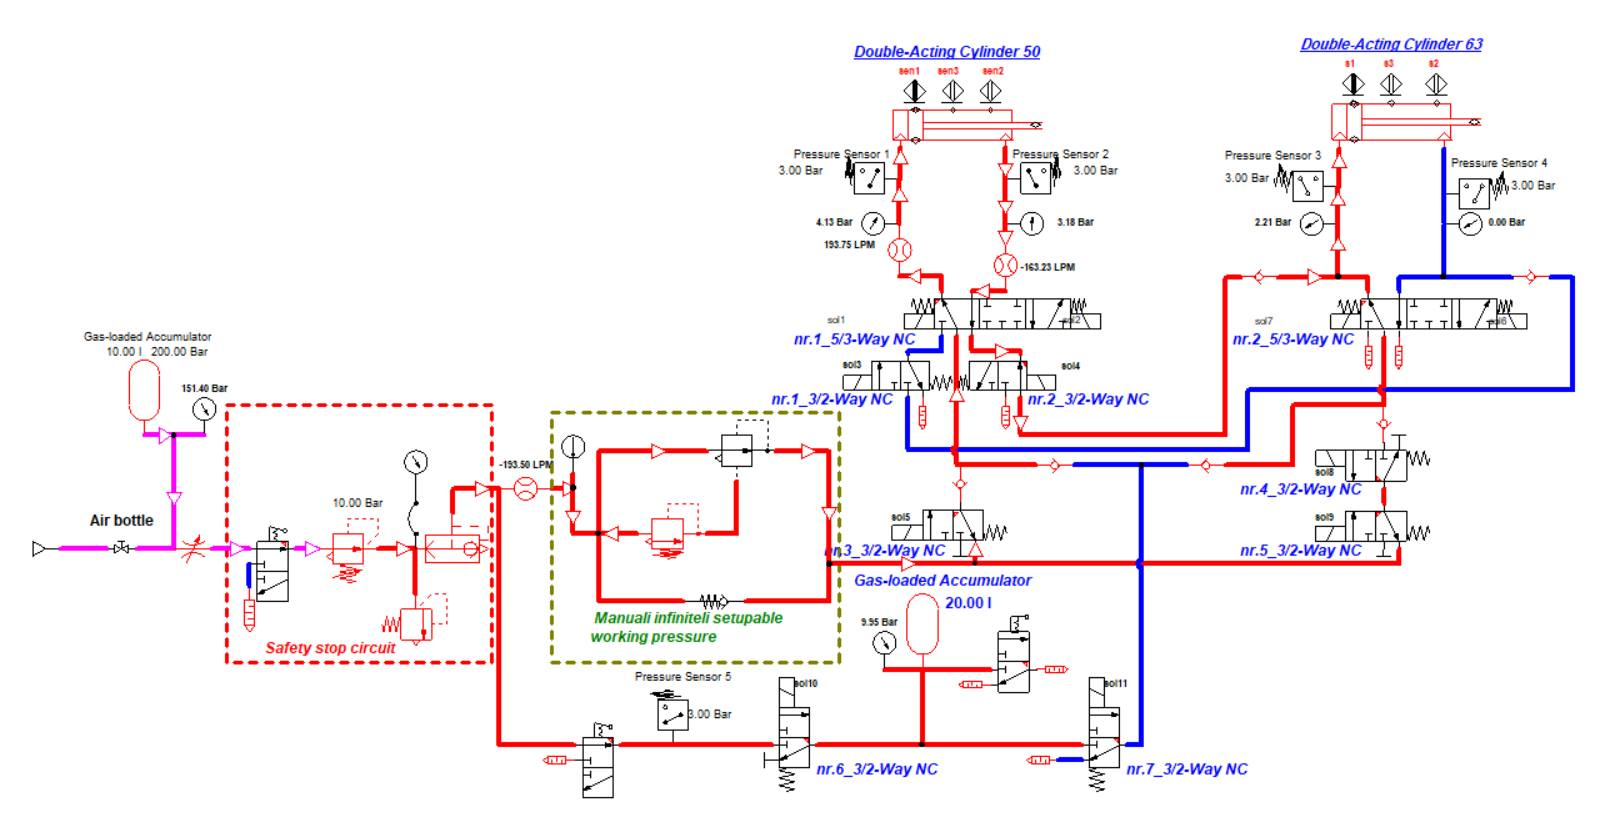 Double-Acting Cylinder 50
Double-Acting Cylinder 63
sen1
sen3
sen2
s1
s3
s2
Pressure Sensor 1
3.00 Bar
Pressure Sensor 2
3.00 Bar
Pressure Sensor 3
3.00 Bar
Pressure Sensor 4
3.00 Bar
4.13 Bar
3.18 Bar
2.21 Bar
0.00 Bar
193.75 LPM
-163.23 LPM
sol1
sol2
sol7
sol6
nr.1_5/3-Way NC
nr.2_5/3-Way NC
Gas-loaded Accumulator
10.00 l 200.00 Bar
151.40 Bar
sol3
sol4
nr.1_3/2-Way NC
nr.2_3/2-Way NC
-193.50 LPM
10.00 Bar
Air bottle
sol8
nr.4_3/2-Way NC
sol5
sol9
nr.3_3/2-Way NC
nr.5_3/2-Way NC
Gas-loaded Accumulator
20.00 l
9.95 Bar
Manuali infiniteli setupable
working pressure
Safety stop circuit
Pressure Sensor 5
3.00 Bar
sol10
sol11
nr.6_3/2-Way NC
nr.7_3/2-Way NC